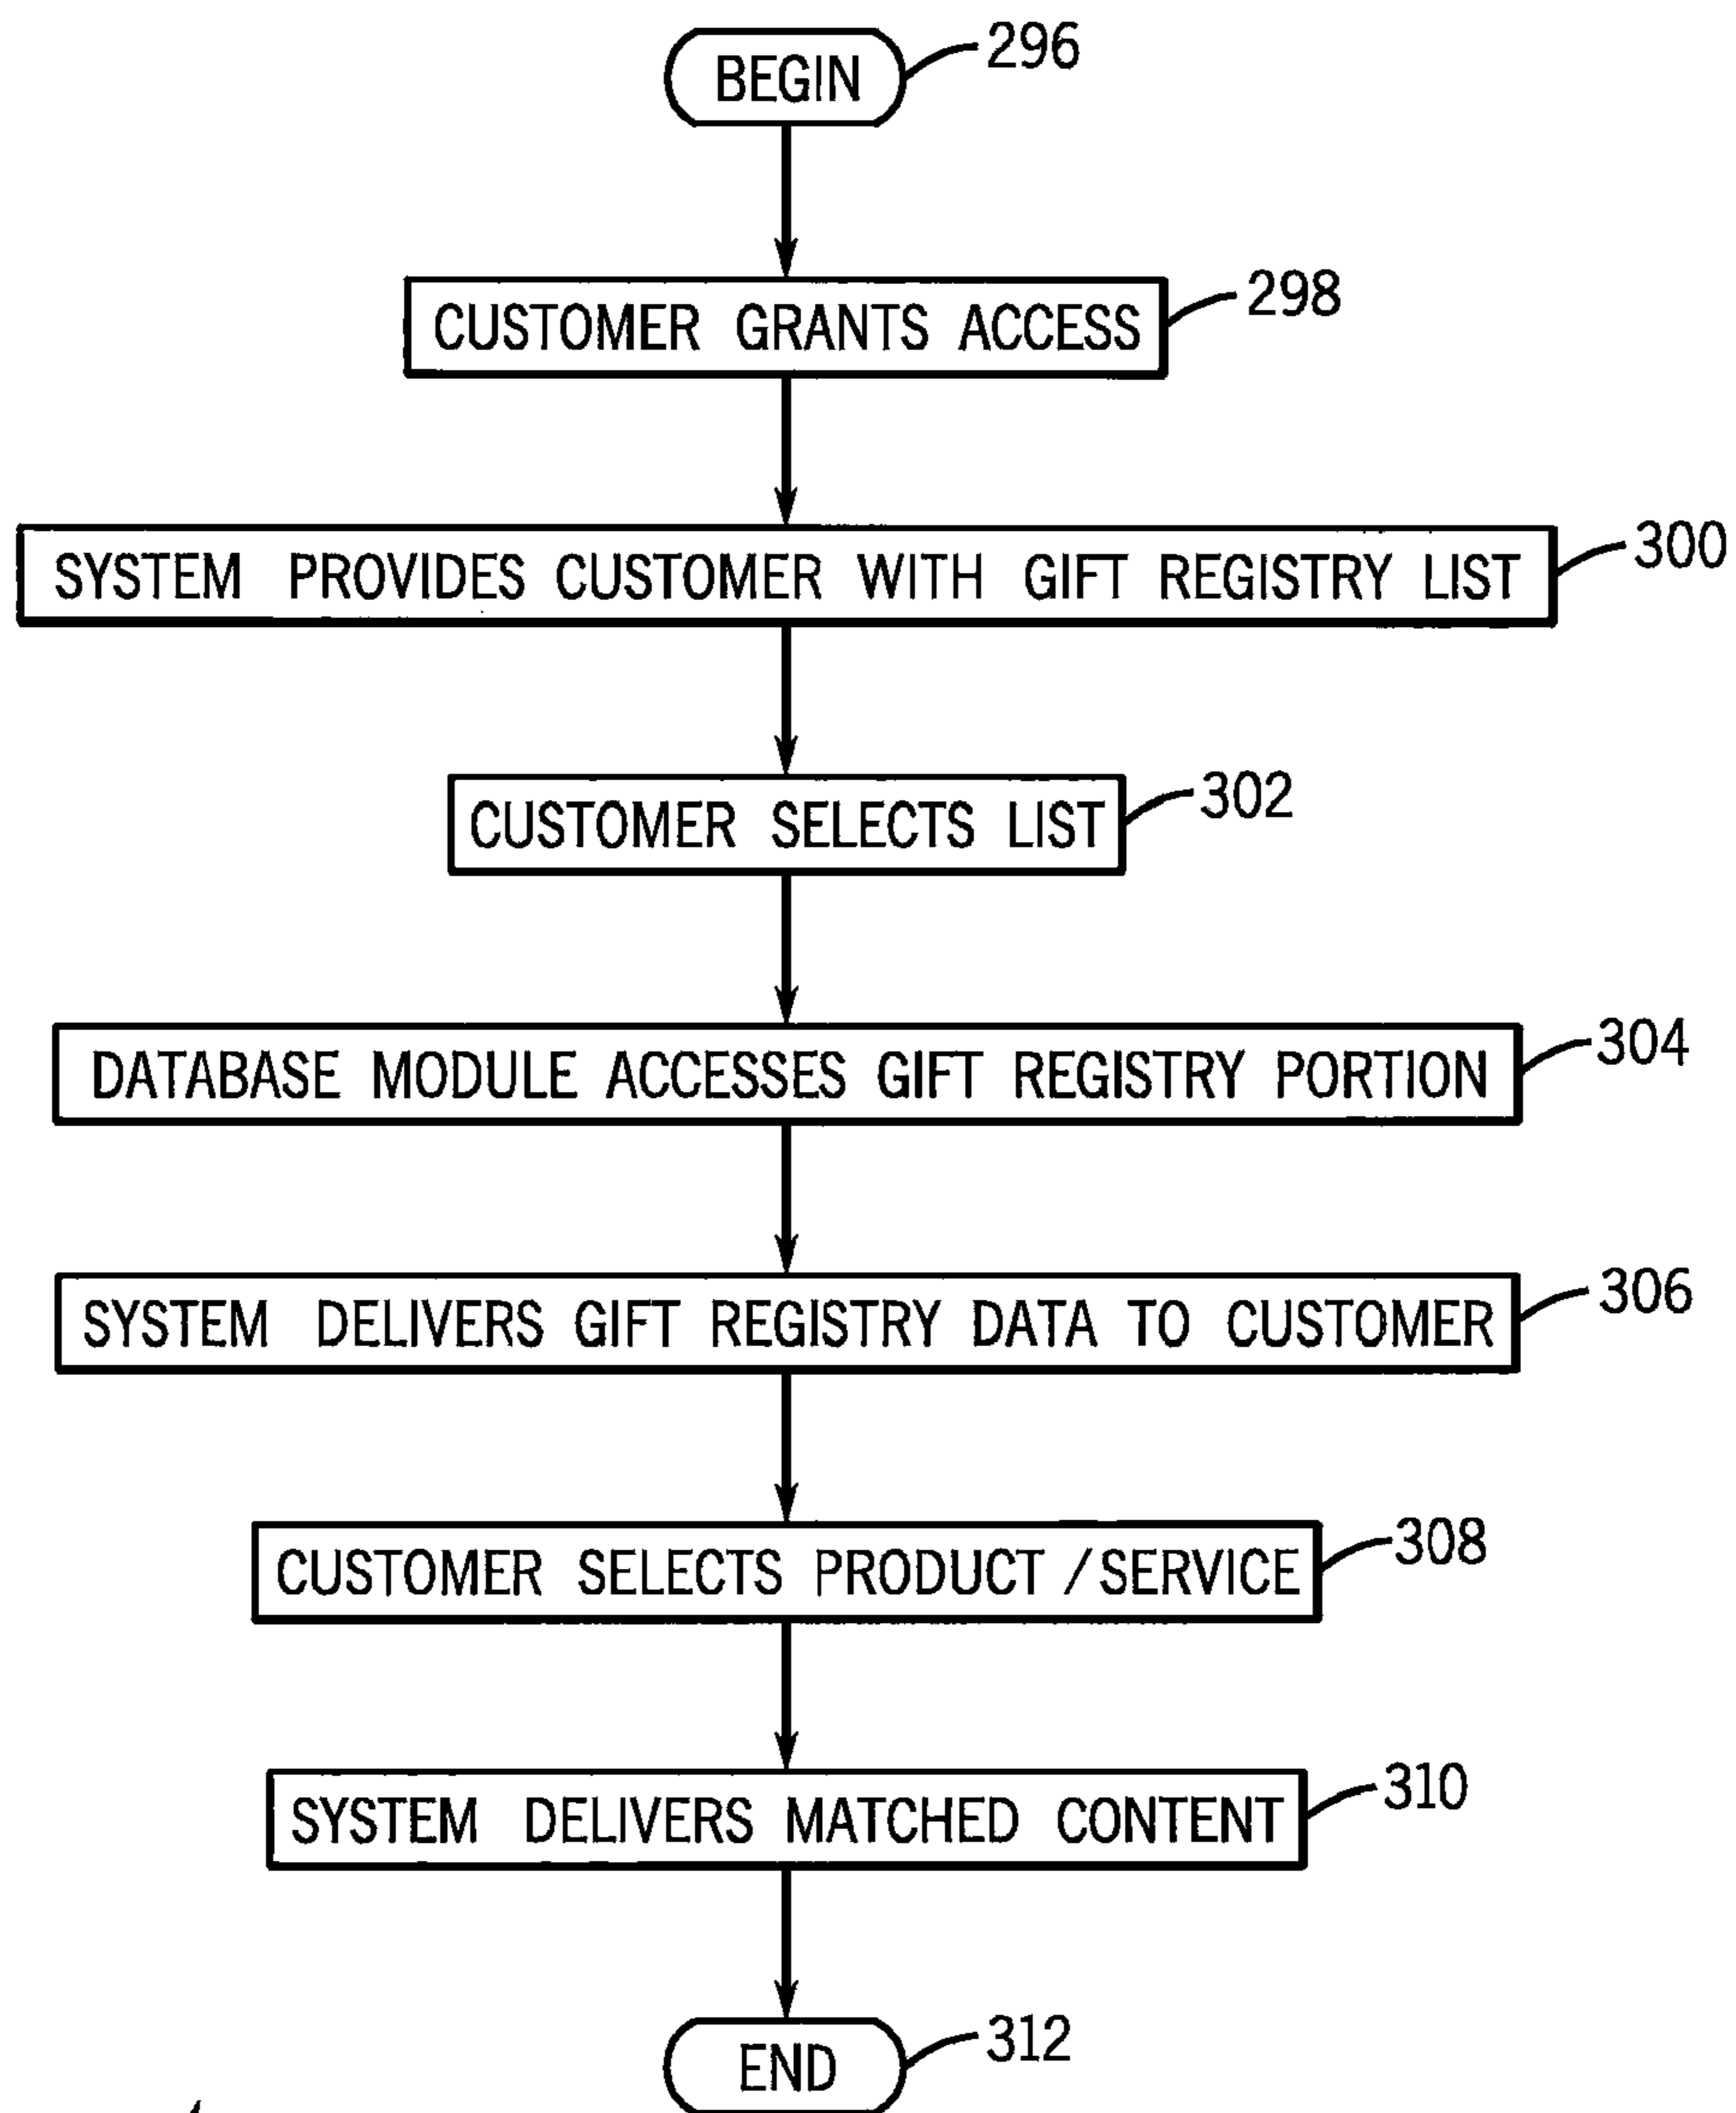 BEGIN
296
CUSTOMER GRANTS ACCESS
298
SYSTEM PROVIDES CUSTOMER WITH GIFT REGISTRY LIST
300
CUSTOMER SELECTS LIST
302
DATABASE MODULE ACCESSES GIFT REGISTRY PORTION
304
SYSTEM DELIVERS GIFT REGISTRY DATA TO CUSTOMER
306
CUSTOMER SELECTS PRODUCT /SERVICE
308
SYSTEM DELIVERS MATCHED CONTENT
310
END
312